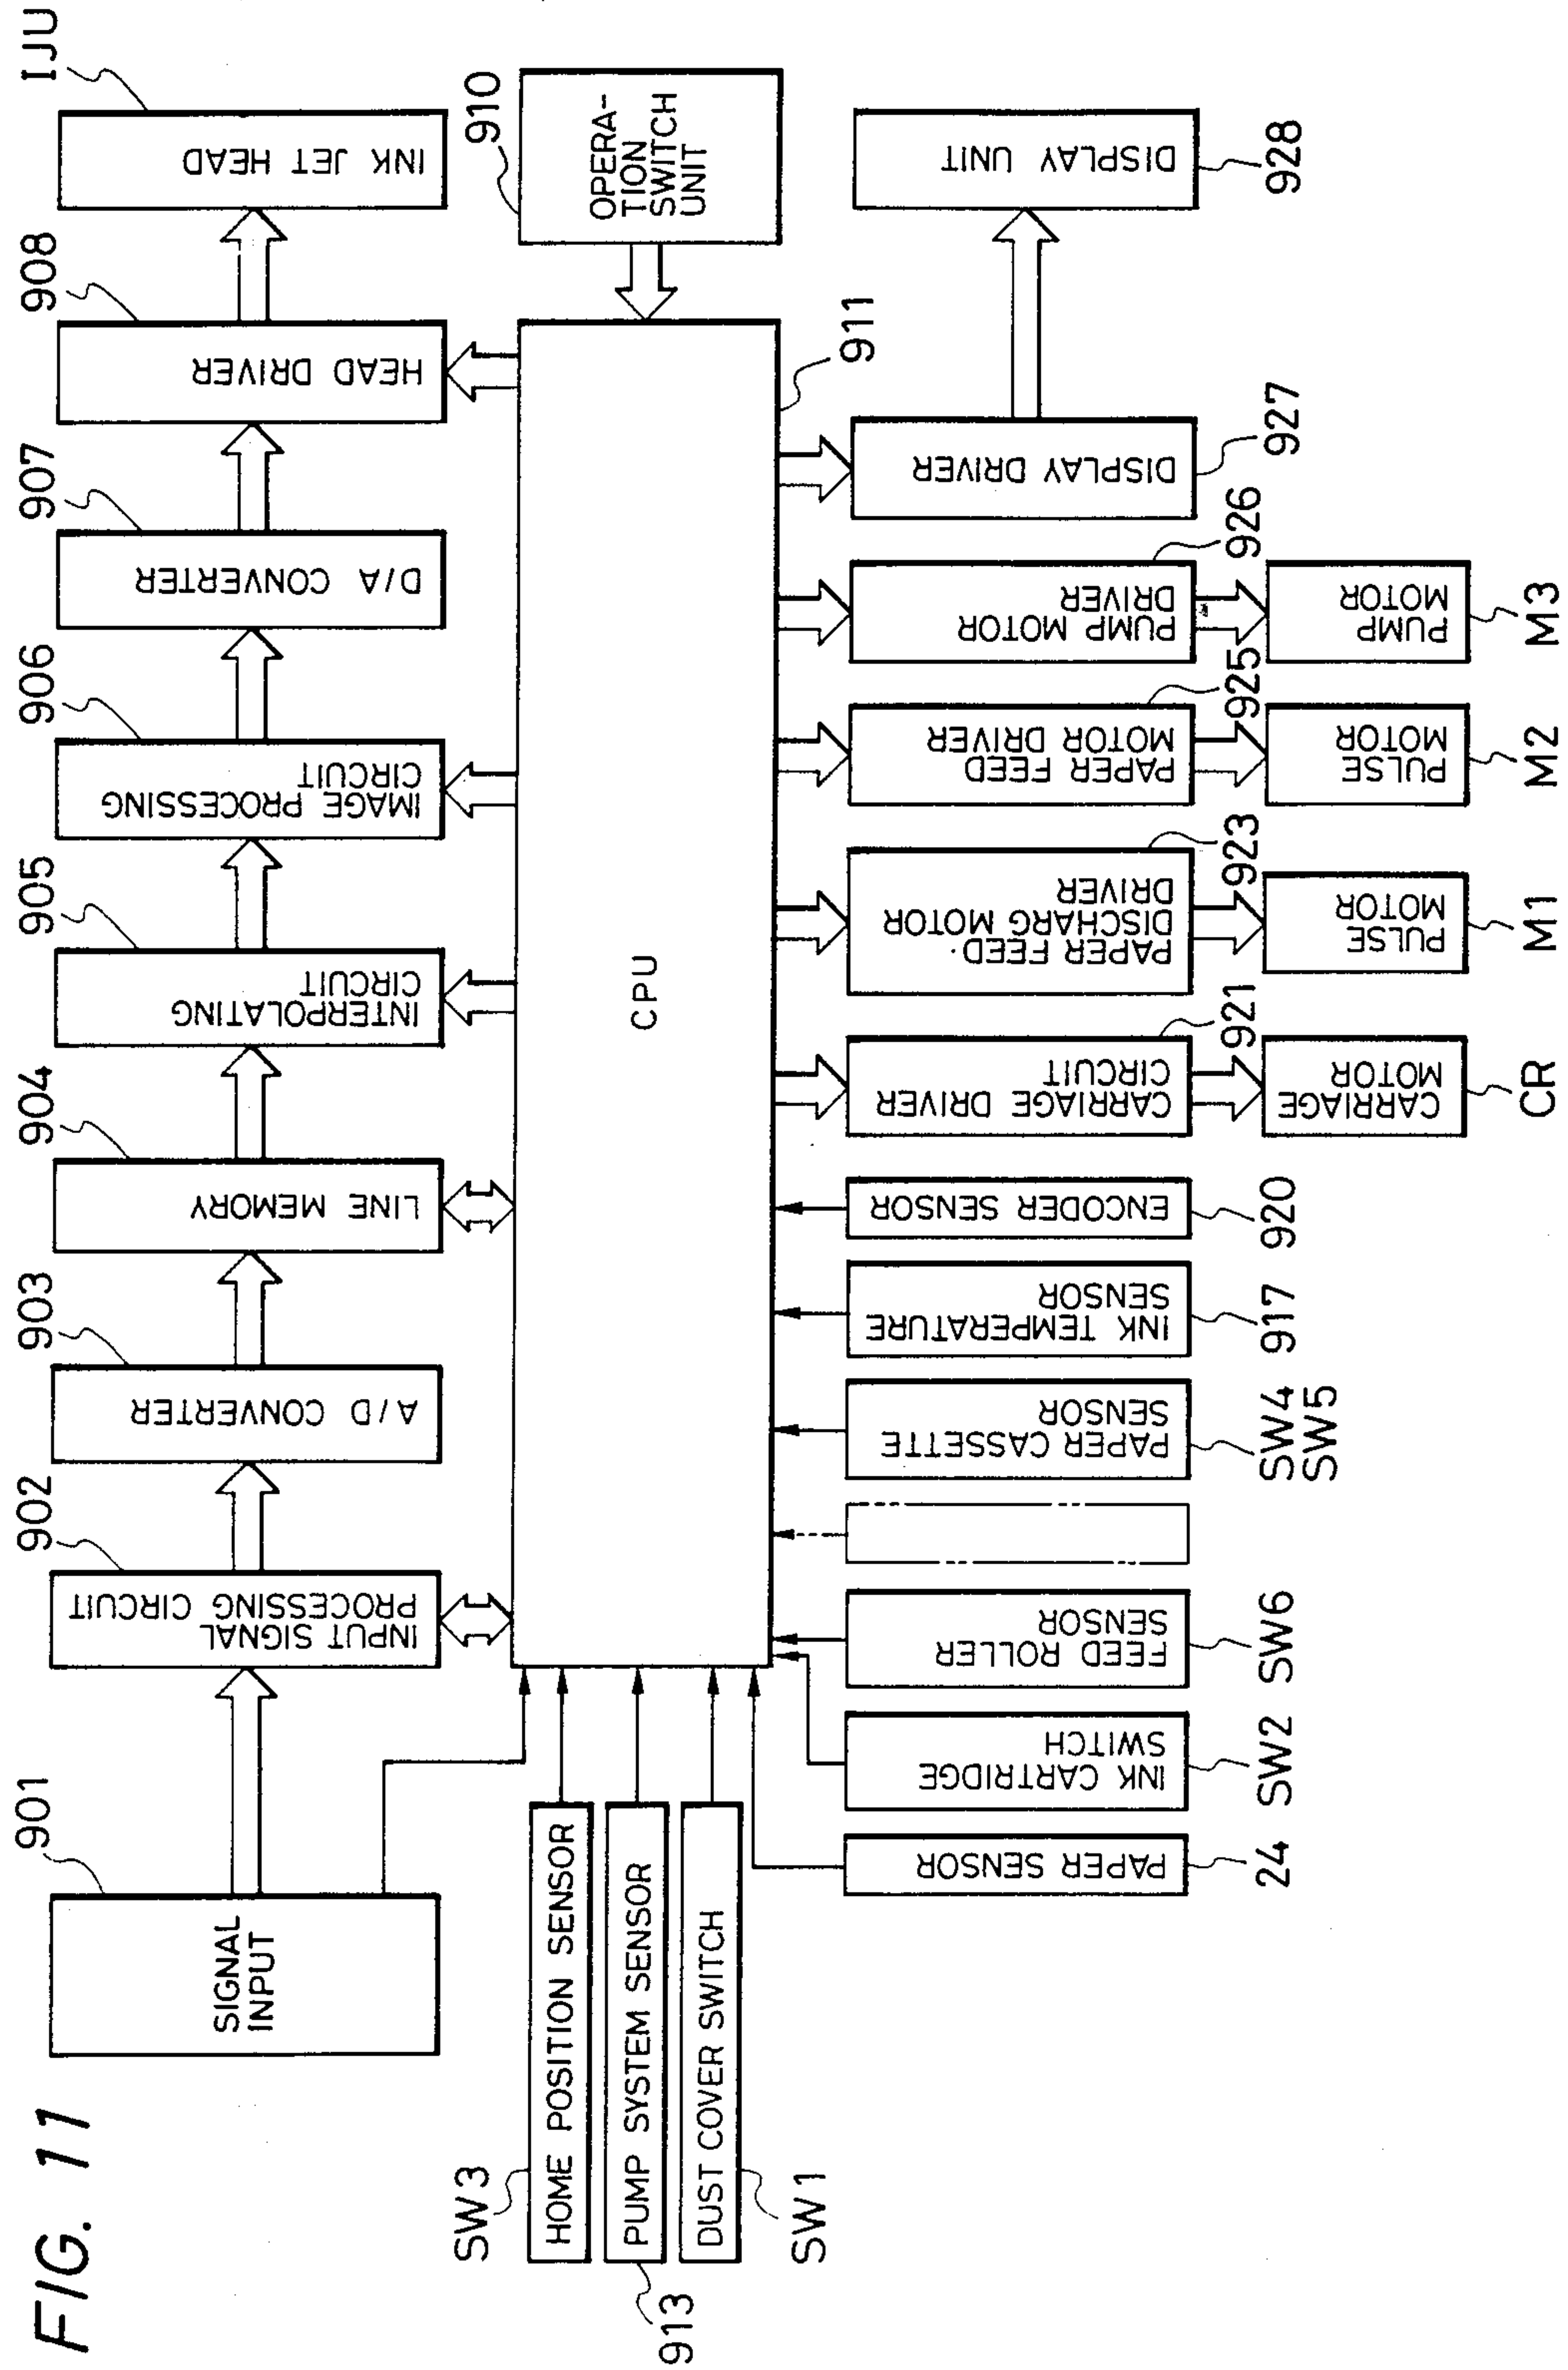 FIG. 11
901
902
903
904
905
906
907
908
IJU
SIGNAL
INPUT
INPUT SIGNAL
PROCESSING CIRCUIT
A/D CONVERTER
LINE MEMORY
INTERPOLATING
CIRCUIT
IMAGE PROCESSING
CIRCUIT
D/A CONVERTER
HEAD DRIVER
INK JET HEAD
910
OPERA-
TION
SWITCH
UNIT
CPU
911
SW3
HOME POSITION SENSOR
PUMP SYSTEM SENSOR
913
DUST COVER SWITCH
SW1
PAPER SENSOR
24
INK CARTRIDGE
SWITCH
SW2
FEED ROLLER
SENSOR
SW6
PAPER CASSETTE
SENSOR
SW4
SW5
INK TEMPERATURE
SENSOR
917
ENCODER SENSOR
920
CARRIAGE DRIVER
CIRCUIT
921
CARRIAGE
MOTOR
CR
PAPER FEED
DISCHARG MOTOR
DRIVER
923
PULSE
MOTOR
M1
PAPER FEED
MOTOR DRIVER
925
PULSE
MOTOR
M2
PUMP MOTOR
DRIVER
926
PUMP
MOTOR
M3
DISPLAY DRIVER
927
DISPLAY UNIT
928